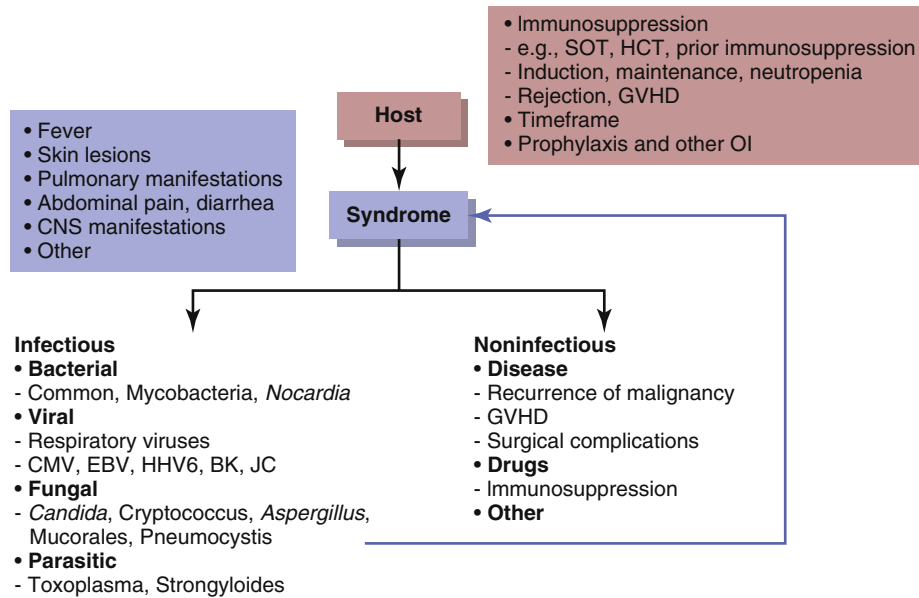 • Immunosuppression
- e.g., SOT, HCT, prior immunosuppression
- Induction, maintenance, neutropenia
- Rejection, GVHD
• Timeframe
• Prophylaxis and other OI
Host
• Fever
• Skin lesions
• Pulmonary manifestations
• Abdominal pain, diarrhea
• CNS manifestations
• Other
Syndrome
Infectious
• Bacterial
- Common, Mycobacteria, Nocardia
• Viral
- Respiratory viruses
- CMV, EBV, HHV6, BK, JC
• Fungal
- Candida, Cryptococcus, Aspergillus,
Mucorales, Pneumocystis
• Parasitic
- Toxoplasma, Strongyloides
Noninfectious
• Disease
- Recurrence of malignancy
- GVHD
- Surgical complications
• Drugs
- Immunosuppression
• Other